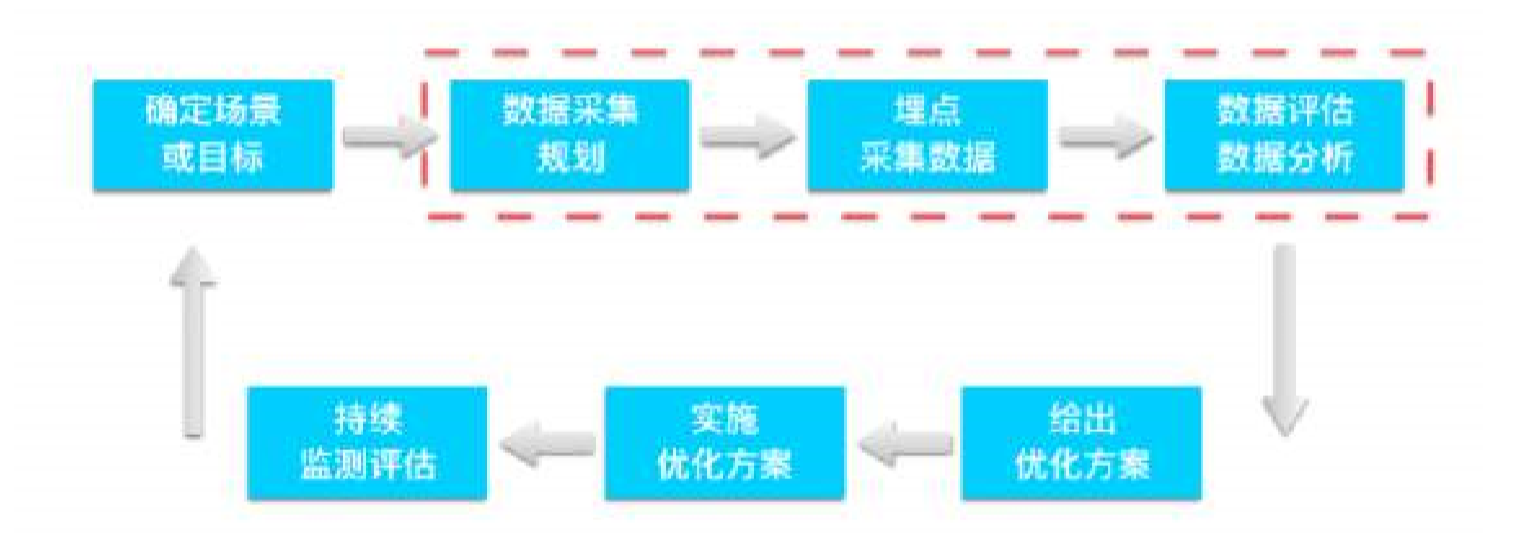 确定场景
或目标
数据采集
规划
埋点
采集数据
数据评估
数据分析
给出
优化方案
实施
优化方案
持续
监测评估